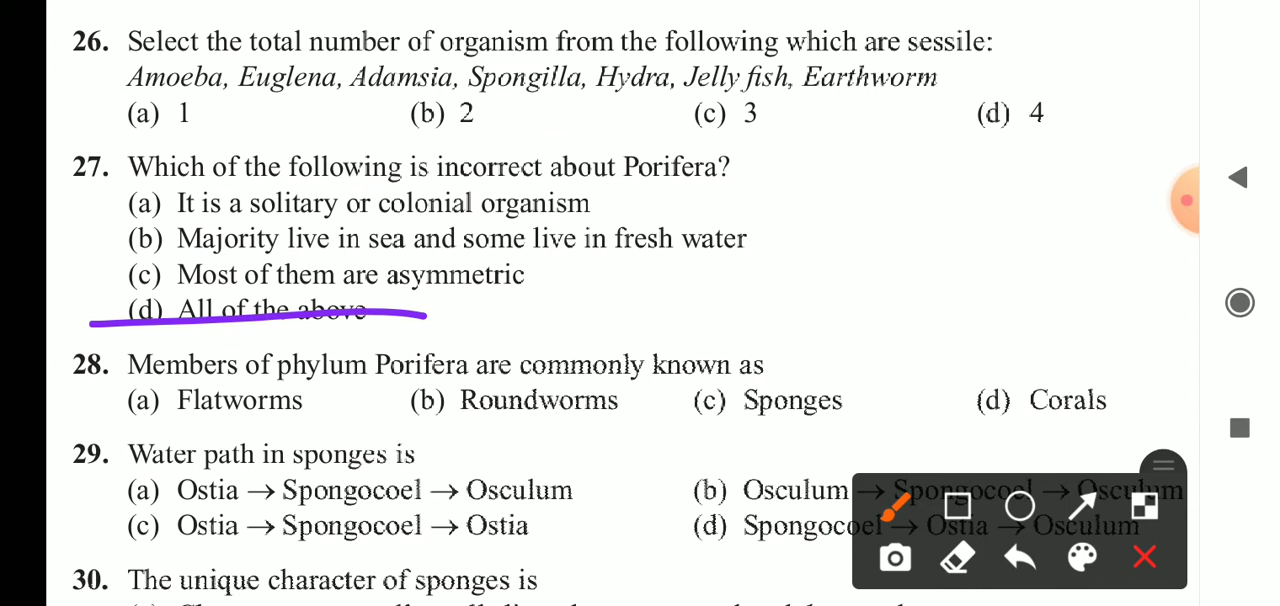 26. Select the total number of organism from the following which are sessile:
Amoeba, Euglena, Adamsia, Spongilla, Hydra, Jelly fish, Earthworm
(a) 1 (b) 2 (c) 3 (d) 4
27. Which of the following is incorrect about Porifera?
(a) It is a solitary or colonial organism
(b) Majority live in sea and some live in fresh water
(c) Most of them are asymmetric
(d) All of the above
28. Members of phylum Porifera are commonly known as
(a) Flatworms (b) Roundworms (c) Sponges (d) Corals
29. Water path in sponges is
(a) Ostia → Spongocoel → Osculum (b) Osculum → Spongocoel → Osculum
(c) Ostia → Spongocoel → Ostia (d) Spongocoel → Ostia → Osculum
30. The unique character of sponges is